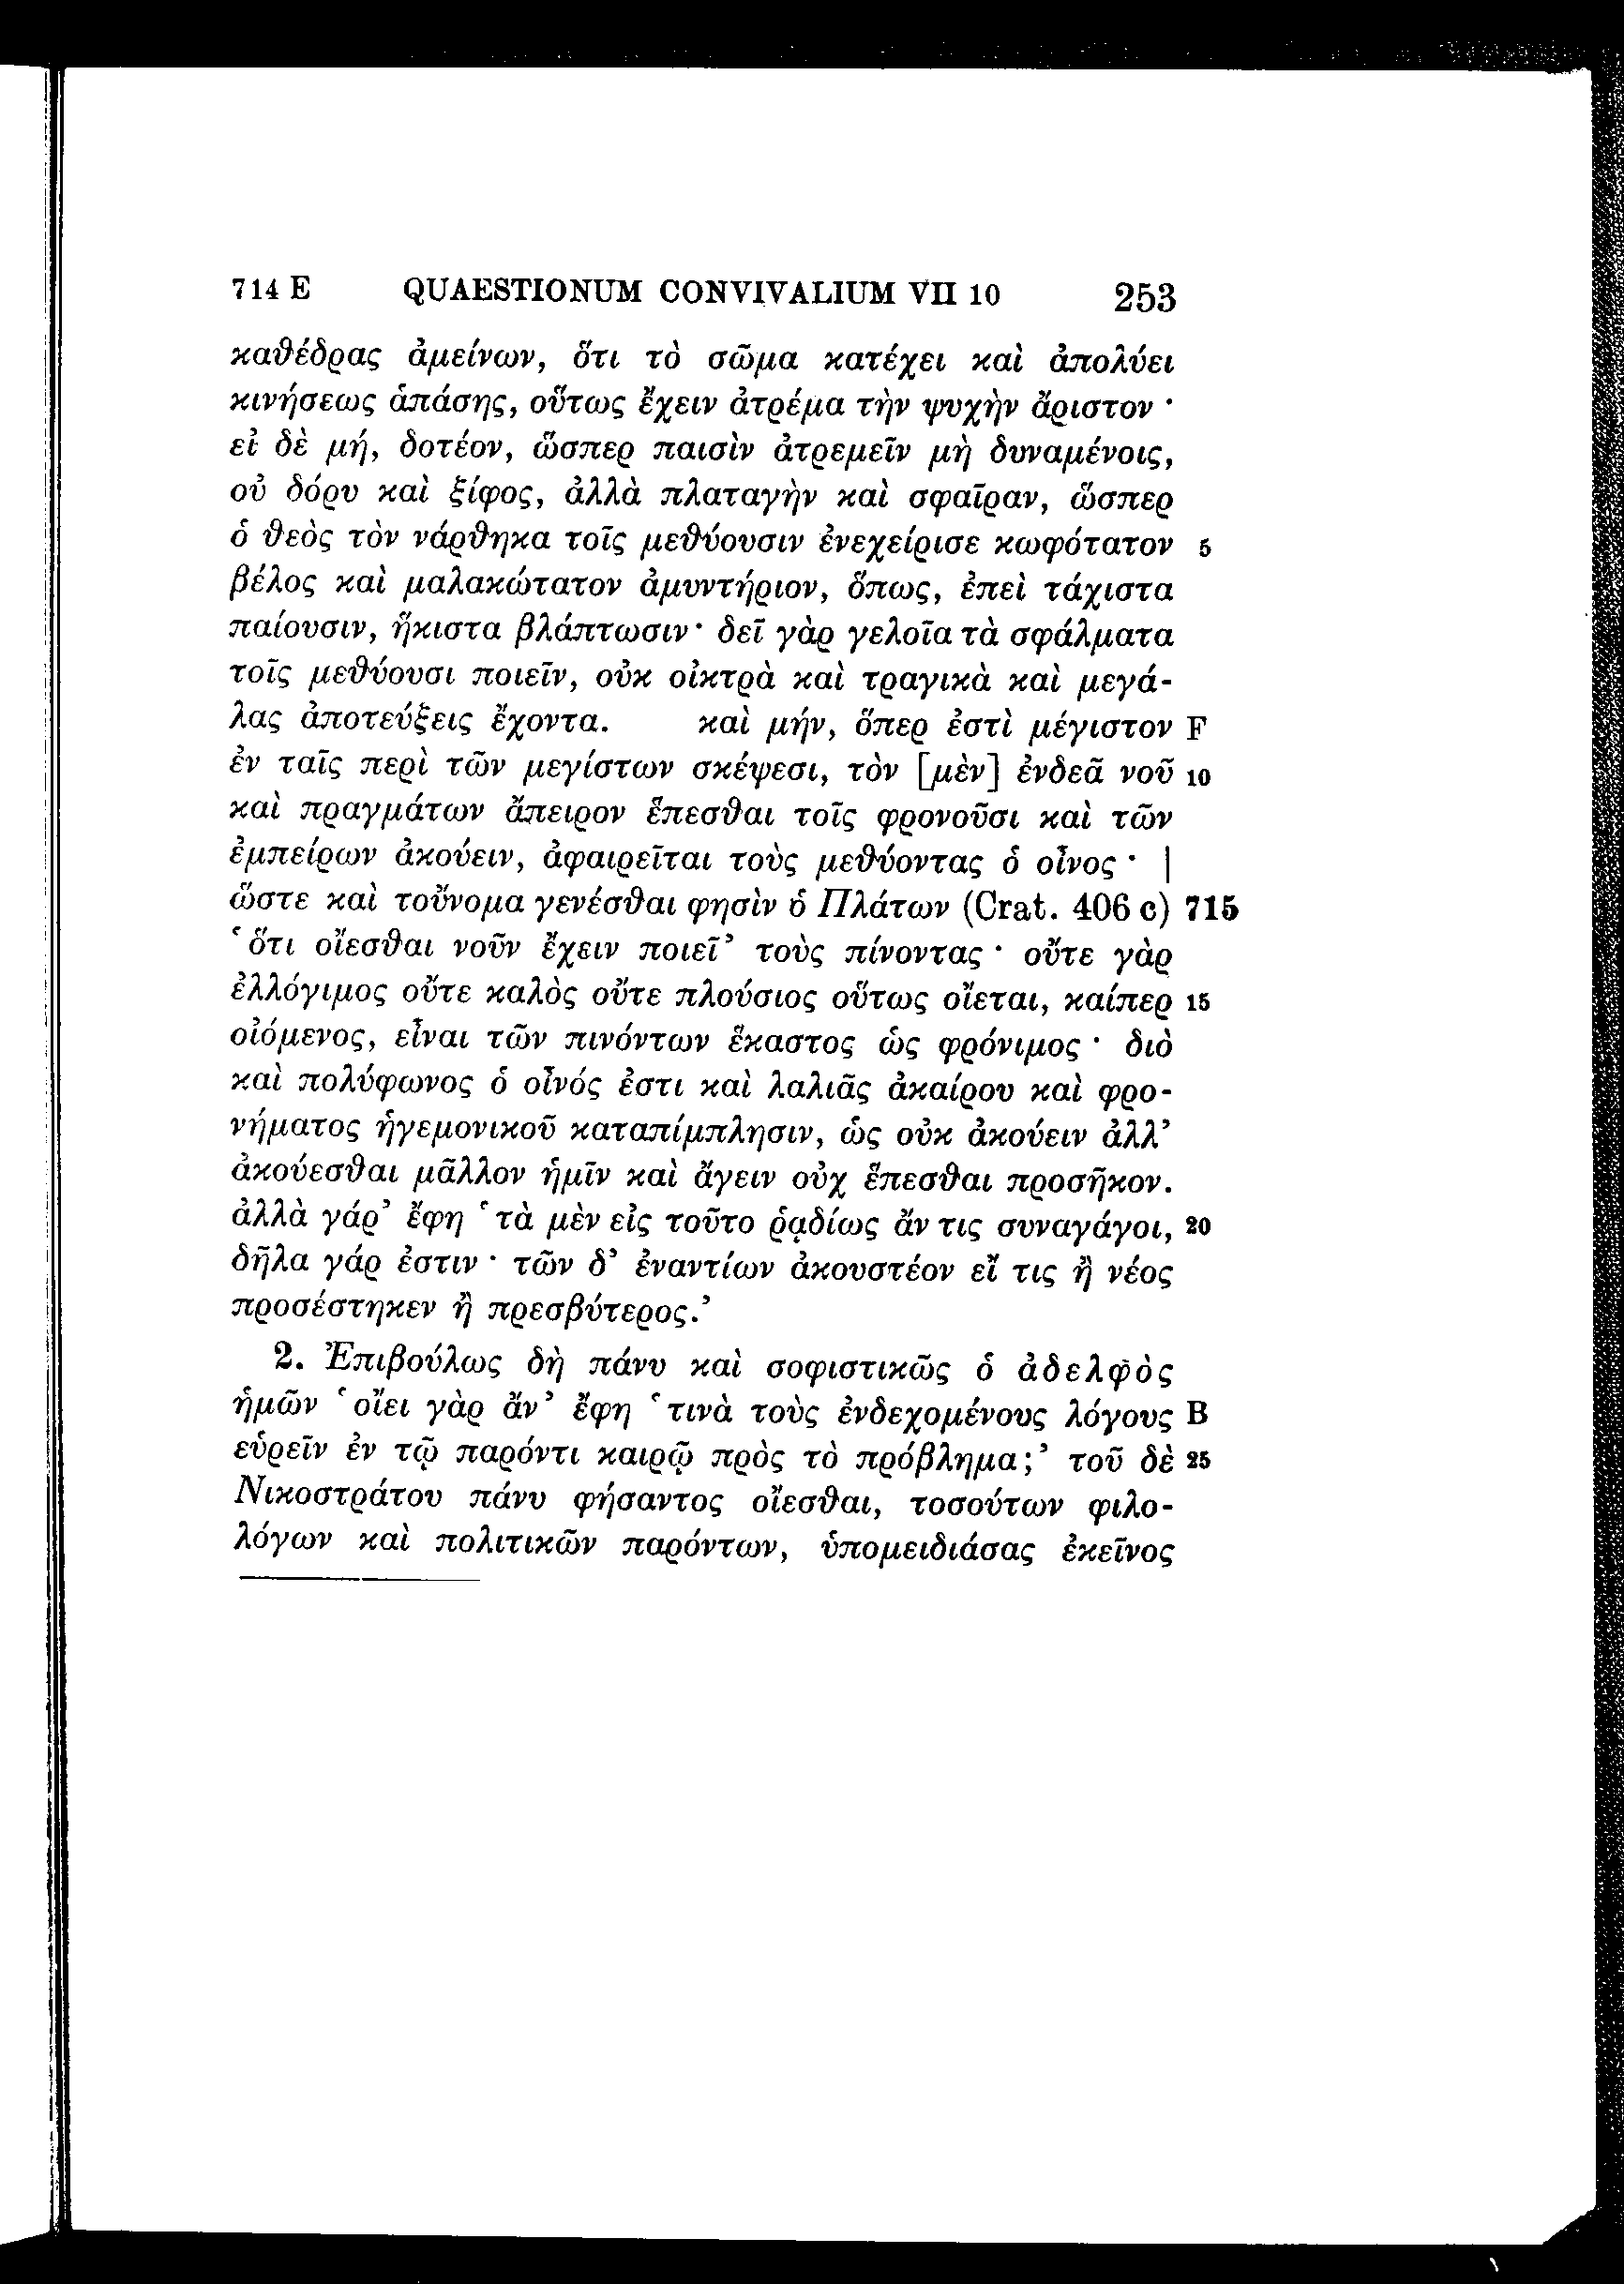 714 E QUAESTIONUM CONVIVALIUM VII 10 253
καθέδρας ἀμείνων, ὅτι τὸ σῶμα κατέχει καὶ ἀπολύει
κινήσεως ἁπάσης, οὕτως ἔχειν ἀτρέμα τὴν ψυχὴν ἄριστον ·
εἰ δὲ μή, δοτέον, ὥσπερ παισὶν ἀτρεμεῖν μὴ δυναμένοις,
οὐ δόρυ καὶ ξίφος, ἀλλὰ πλαταγὴν καὶ σφαῖραν, ὥσπερ
ὁ θεὸς τὸν νάρθηκα τοῖς μεθύουσιν ἐνεχείρισε κωφότατον 5
βέλος καὶ μαλακώτατον ἀμυντήριον, ὅπως, ἐπεὶ τάχιστα
παίουσιν, ἥκιστα βλάπτωσιν · δεῖ γὰρ γελοῖα τὰ σφάλματα
τοῖς μεθύουσι ποιεῖν, οὐκ οἰκτρὰ καὶ τραγικὰ καὶ μεγά-
λας ἀποτεύξεις ἔχοντα. καὶ μήν, ὅπερ ἐστὶ μέγιστον F
ἐν ταῖς περὶ τῶν μεγίστων σκέψεσι, τὸν [μὲν] ἐνδεᾶ νοῦ 10
καὶ πραγμάτων ἄπειρον ἕπεσθαι τοῖς φρονοῦσι καὶ τῶν
ἐμπείρων ἀκούειν, ἀφαιρεῖται τοὺς μεθύοντας ὁ οἶνος · |
ὥστε καὶ τοὔνομα γενέσθαι φησὶν ὁ Πλάτων (Crat. 406 c) 715
‛ὅτι οἴεσθαι νοῦν ἔχειν ποιεῖ’ τοὺς πίνοντας · οὔτε γὰρ
ἐλλόγιμος οὔτε καλὸς οὔτε πλούσιος οὕτως οἴεται, καίπερ 15
οἰόμενος, εἶναι τῶν πινόντων ἕκαστος ὡς φρόνιμος · διὸ
καὶ πολύφωνος ὁ οἶνός ἐστι καὶ λαλιᾶς ἀκαίρου καὶ φρο-
νήματος ἡγεμονικοῦ καταπίμπλησιν, ὡς οὐκ ἀκούειν ἀλλ’
ἀκούεσθαι μᾶλλον ἡμῖν καὶ ἄγειν οὐχ ἕπεσθαι προσῆκον.
ἀλλὰ γάρ’ ἔφη ‛τὰ μὲν εἰς τοῦτο ῥᾳδίως ἄν τις συναγάγοι, 20
δῆλα γάρ ἐστιν · τῶν δ’ ἐναντίων ἀκουστέον εἴ τις ἢ νέος
προσέστηκεν ἢ πρεσβύτερος.’
2. Ἐπιβούλως δὴ πάνυ καὶ σοφιστικῶς ὁ ἀδελφὸς
ἡμῶν ‛οἴει γὰρ ἄν’ ἔφη ‛τινὰ τοὺς ἐνδεχομένους λόγους B
εὑρεῖν ἐν τῷ παρόντι καιρῷ πρὸς τὸ πρόβλημα;’ τοῦ δὲ 25
Νικοστράτου πάνυ φήσαντος οἴεσθαι, τοσούτων φιλο-
λόγων καὶ πολιτικῶν παρόντων, ὑπομειδιάσας ἐκεῖνος